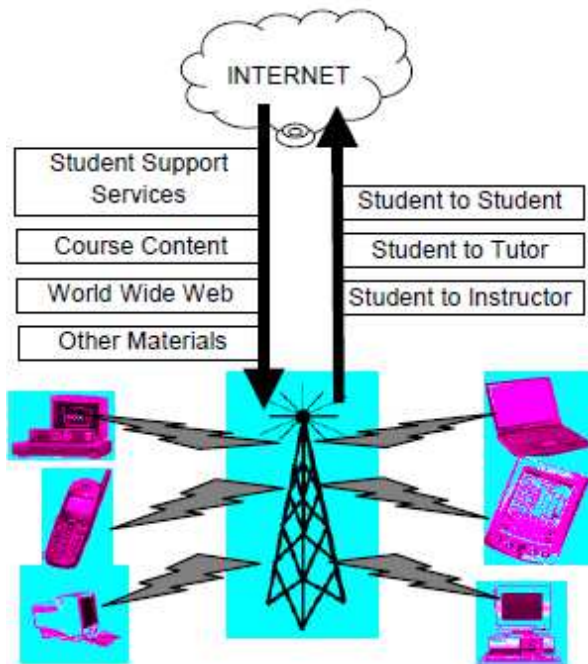 INTERNET
Student Support
Services
Course Content
World Wide Web
Other Materials
Student to Student
Student to Tutor
Student to Instructor